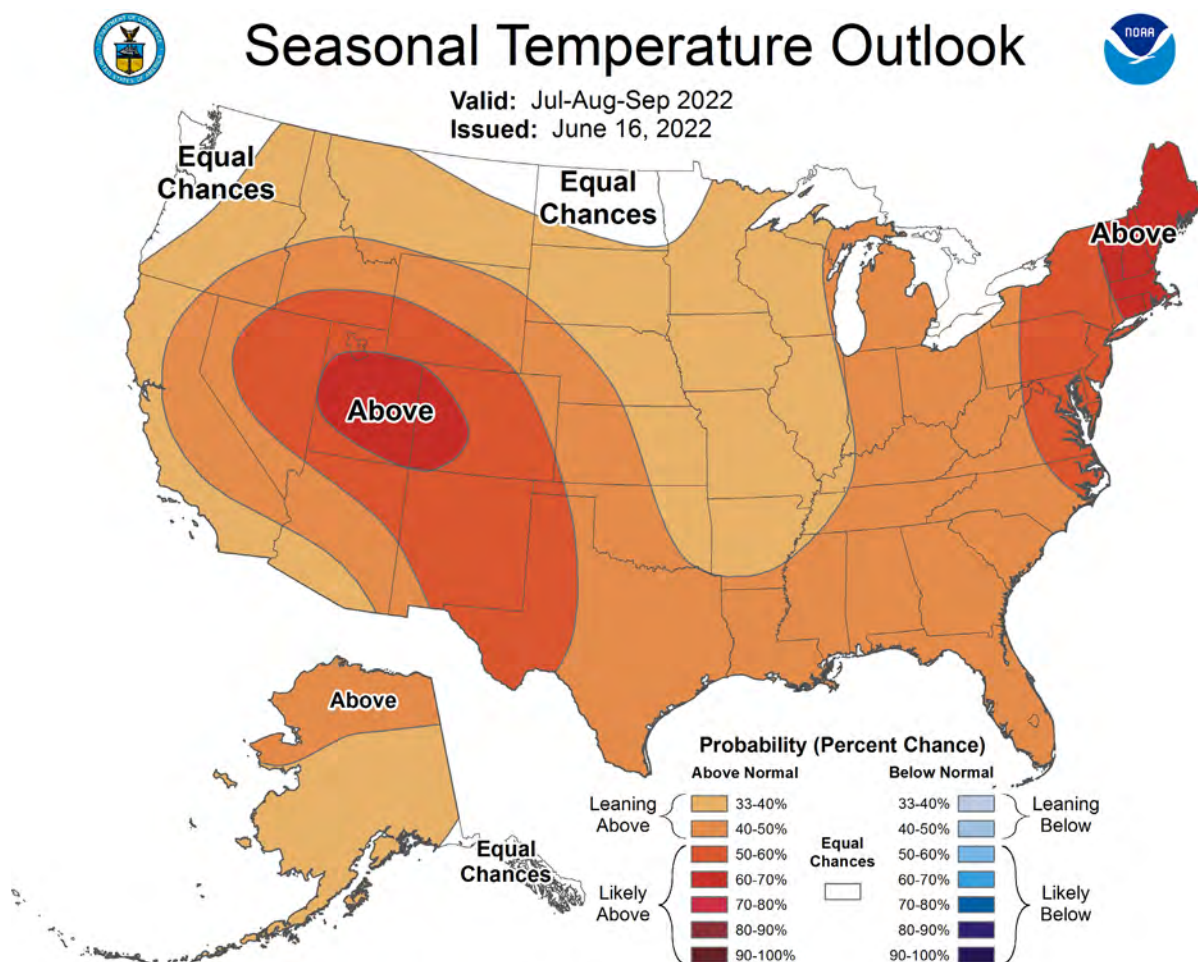 Seasonal Temperature Outlook
NOAA
Valid: Jul-Aug-Sep 2022
Issued: June 16, 2022
Equal
Chances
Equal
Chances
Above
Above
Above
Equal
Chances
Probability (Percent Chance)
Above Normal
Below Normal
Leaning
Above
33-40%
40-50%
Likely
Above
50-60%
60-70%
70-80%
80-90%
90-100%
Equal
Chances
33-40%
40-50%
Leaning
Below
50-60%
60-70%
70-80%
80-90%
90-100%
Likely
Below